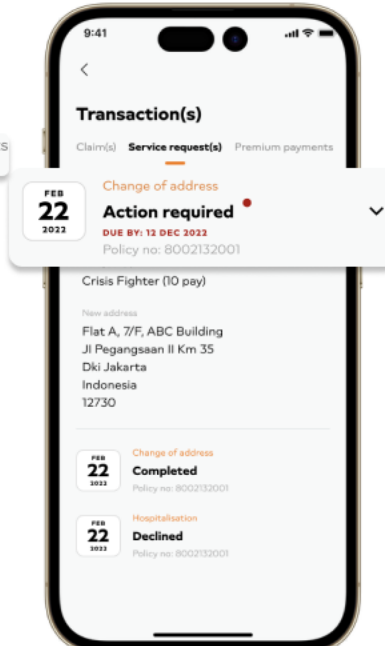 9:41
Transaction(s)
Claim(s) Service request(s) Premium payments
S
FEB
22
2022
Change of address
Action required
DUE BY: 12 DEC 2022
Policy no: 8002132001
Crisis Fighter (10 pay)
New address
Flat A, 7/F, ABC Building
Jl Pegangsaan II Km 35
Dki Jakarta
Indonesia
12730
FEB
22
2022
Change of address
Completed
Policy no: 8002132001
FEB
22
2022
Hospitalisation
Declined
Policy no: 8002132001